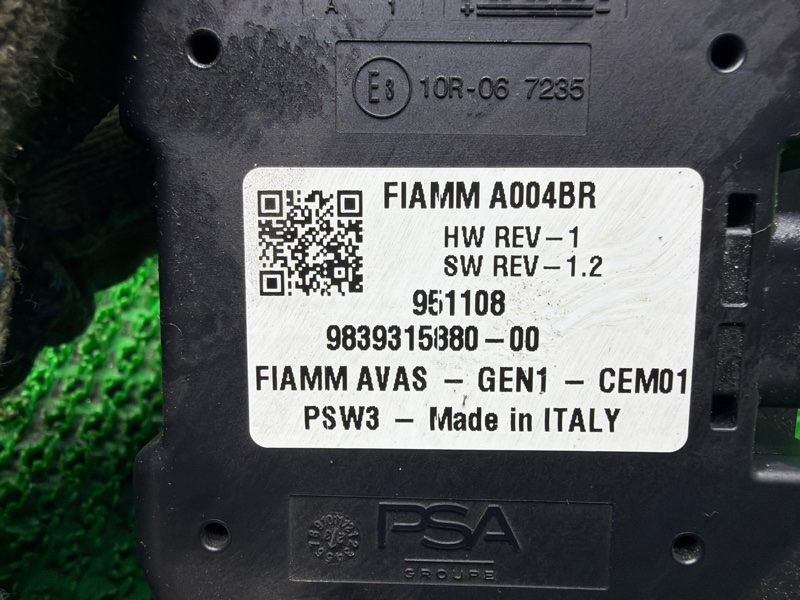 A 1 + −
E3 10R-06 7235
FIAMM A004BR
HW REV-1
SW REV-1.2
951108
9839315880-00
FIAMM AVAS - GEN1 - CEM01
PSW3 - Made in ITALY
PSA
GROUPE